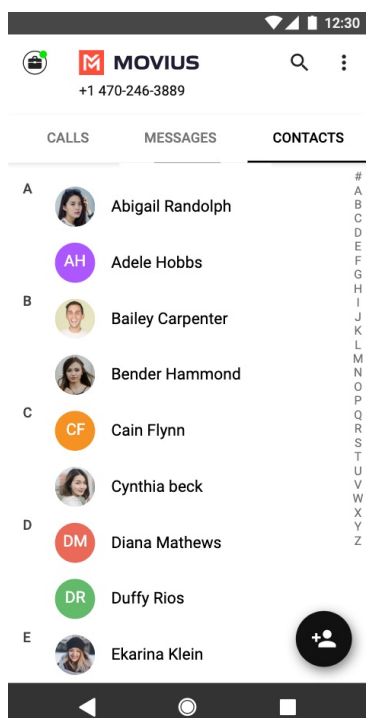 12:30
MOVIUS
+1 470-246-3889
CALLS MESSAGES CONTACTS
A
Abigail Randolph
AH Adele Hobbs
B
Bailey Carpenter
Bender Hammond
C
CF Cain Flynn
Cynthia beck
D
DM Diana Mathews
DR Duffy Rios
E
Ekarina Klein
#
A
B
C
D
E
F
G
H
I
J
K
L
M
N
O
P
Q
R
S
T
U
V
W
X
Y
Z